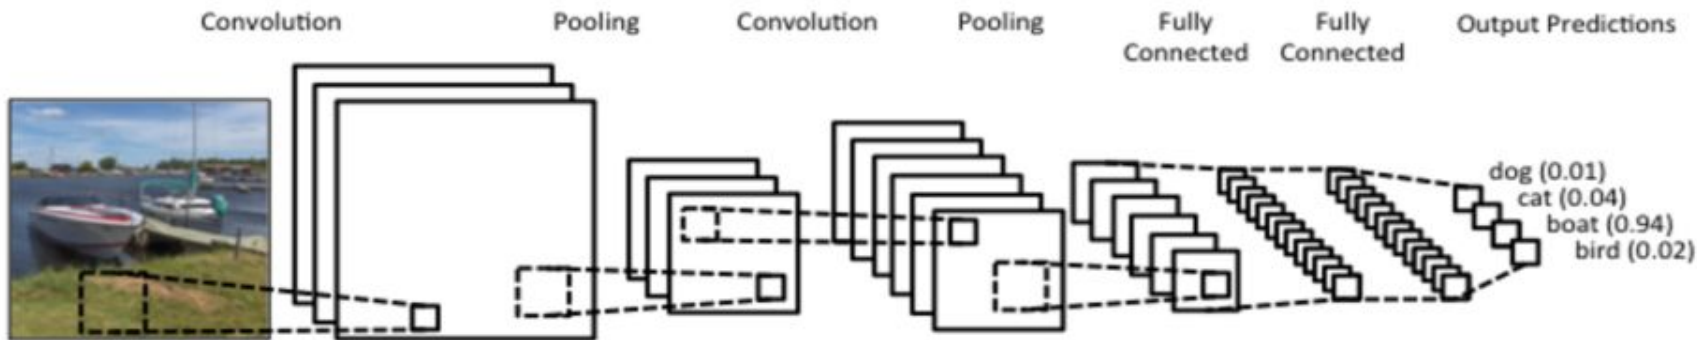 Convolution
Pooling
Convolution
Pooling
Fully
Connected
Fully
Connected
Output Predictions
dog (0.01)
cat (0.04)
boat (0.94)
bird (0.02)